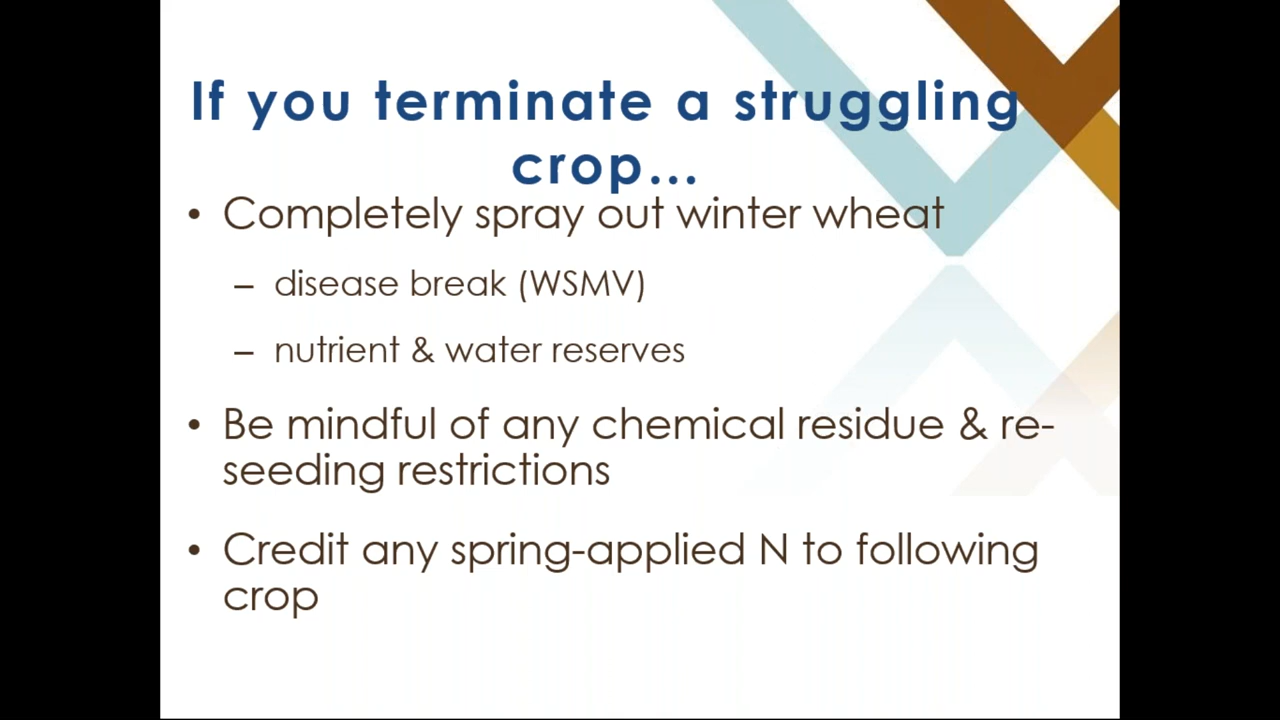 If you terminate a struggling
crop...
• Completely spray out winter wheat
– disease break (WSMV)
– nutrient & water reserves
• Be mindful of any chemical residue & re-
seeding restrictions
• Credit any spring-applied N to following
crop